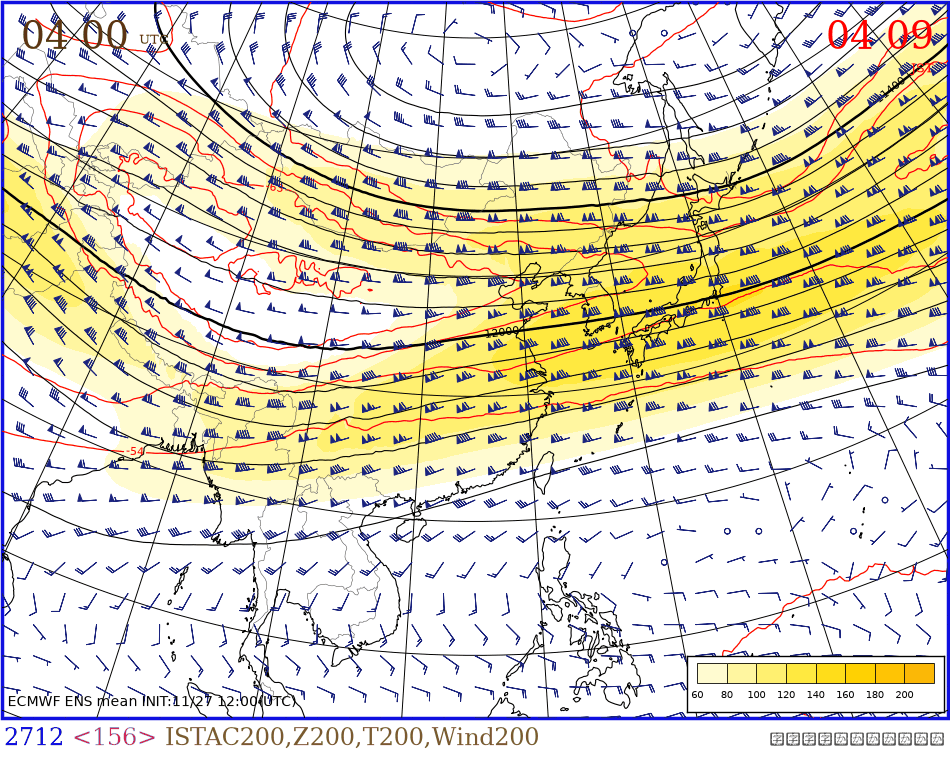 04 00 UTC
04 09
12000
-54
60 80 100 120 140 160 180 200
ECMWF ENS mean INIT:11/27 12:00(UTC)
2712 <156> ISTAC200,Z200,T200,Wind200